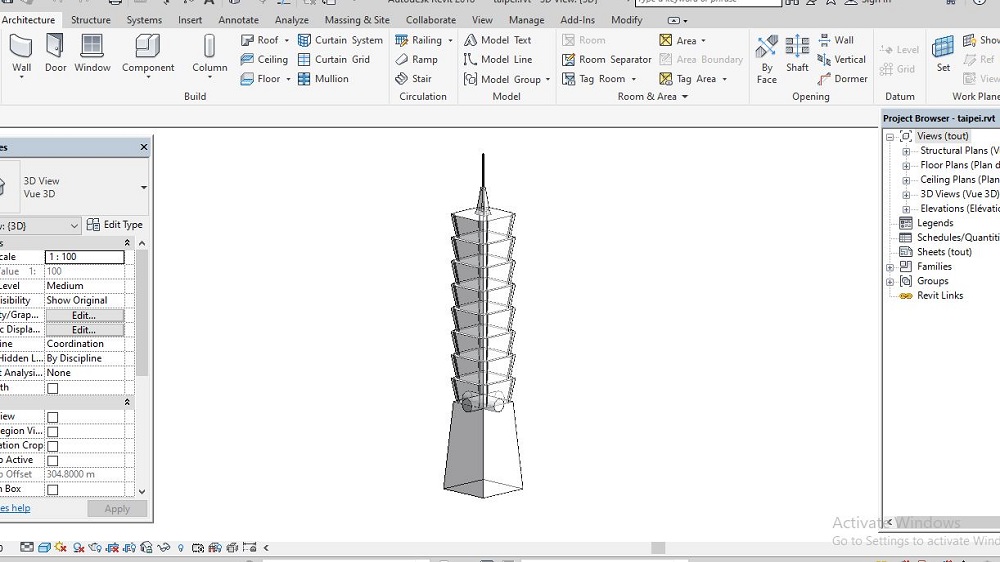 taipei.rvt - 3D View: {3D}
Type a keyword or phrase
Sign In
Architecture Structure Systems Insert Annotate Analyze Massing & Site Collaborate View Manage Add-Ins Modify
Wall Door Window Component Column
Roof Curtain System
Ceiling Curtain Grid
Floor Mullion
Build
Railing
Ramp
Stair
Circulation
Model Text
Model Line
Model Group
Model
Room Area
Room Separator Area Boundary
Tag Room Tag Area
Room & Area
By Face Shaft
Wall
Vertical
Dormer
Opening
Level
Grid
Datum
Set
Show
Ref
View
Work Plane
es
3D View
Vue 3D
: {3D} Edit Type
s
cale 1 : 100
alue 1: 100
Level Medium
isibility Show Original
ty/Grap... Edit...
c Displa... Edit...
ine Coordination
Hidden L... By Discipline
t Analysi... None
th
iew
egion Vi...
ation Crop
p Active
p Offset 304.8000 m
n Box
es help Apply
Project Browser - taipei.rvt
Views (tout)
Structural Plans (V
Floor Plans (Plan d
Ceiling Plans (Plan
3D Views (Vue 3D)
Elevations (Elévatio
Legends
Schedules/Quantiti
Sheets (tout)
Families
Groups
Revit Links
Activate Windows
Go to Settings to activate Wind